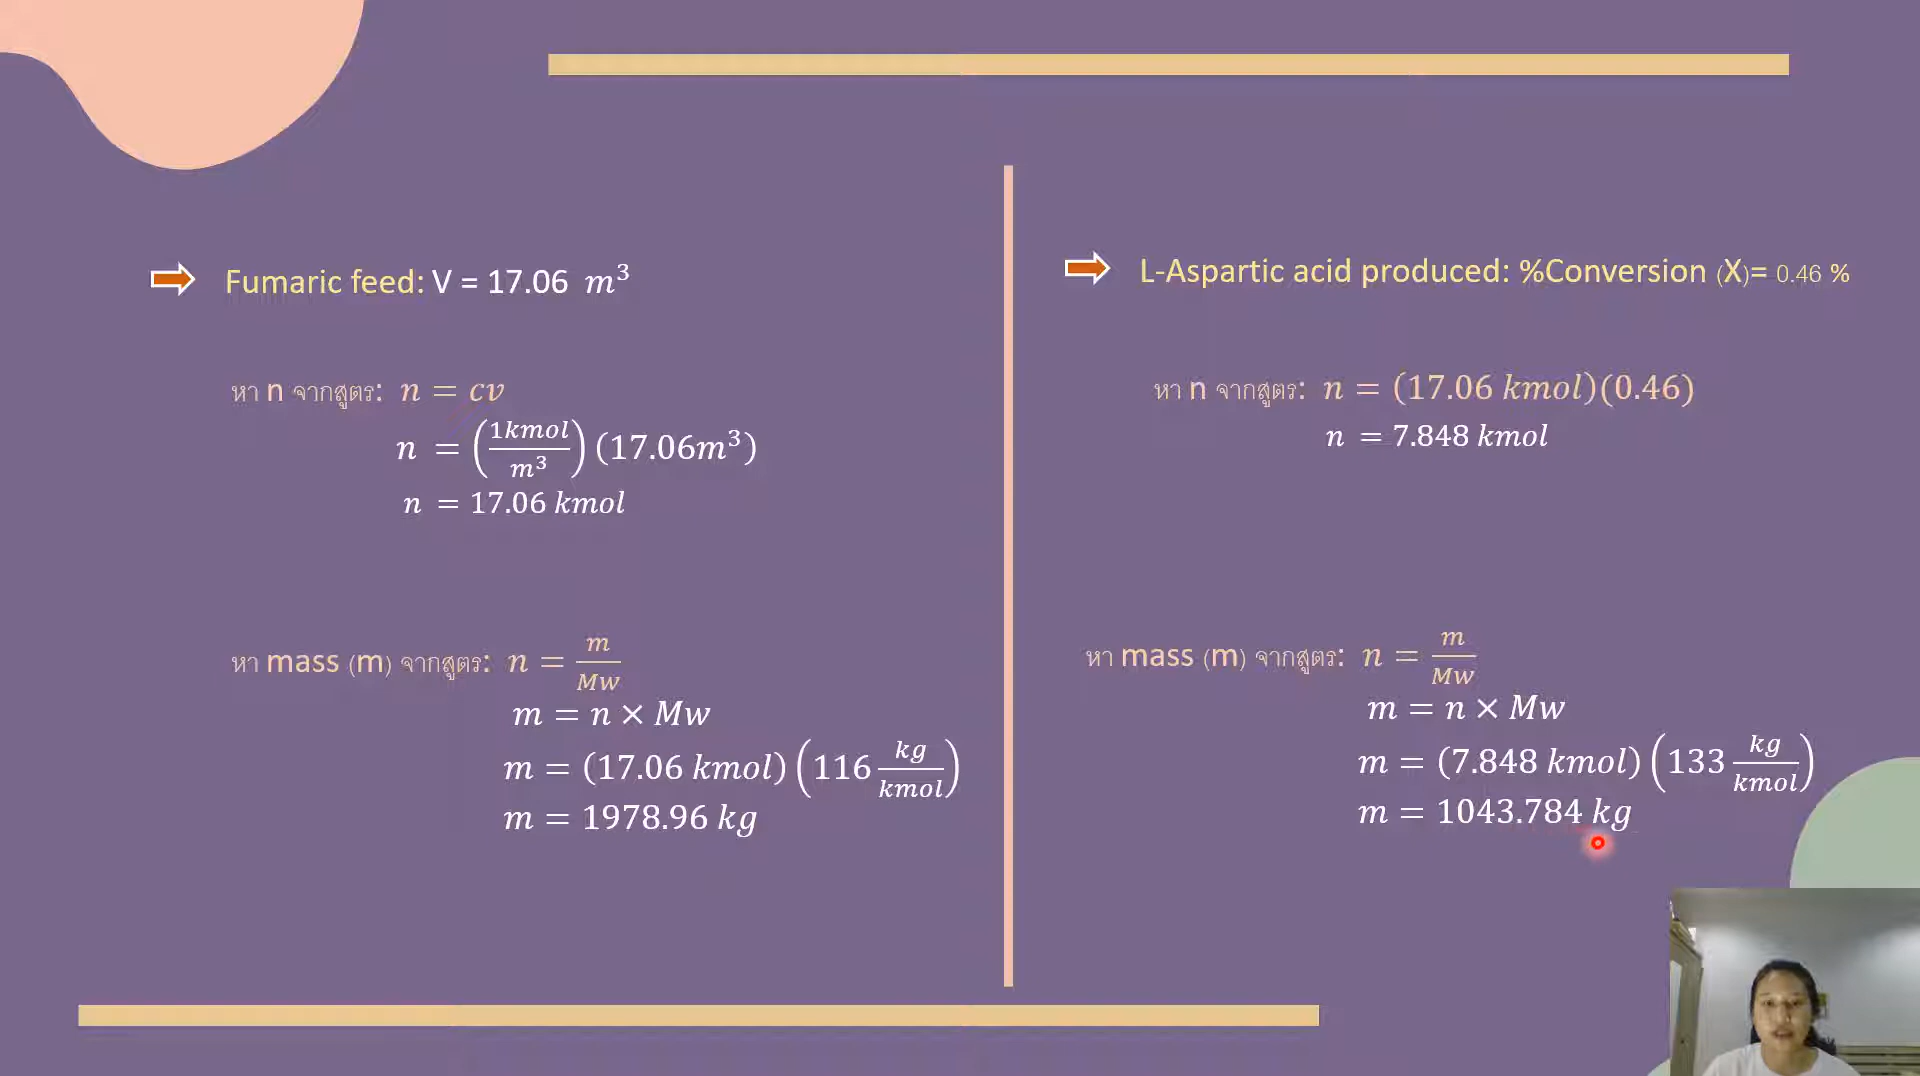 Fumaric feed: V = 17.06 m³
หา n จากสูตร: n = cv
n = (1kmol/m³)(17.06m³)
n = 17.06 kmol
หา mass (m) จากสูตร: n = m/Mw
m = n × Mw
m = (17.06 kmol)(116 kg/kmol)
m = 1978.96 kg
L-Aspartic acid produced: %Conversion (X)= 0.46 %
หา n จากสูตร: n = (17.06 kmol)(0.46)
n = 7.848 kmol
หา mass (m) จากสูตร: n = m/Mw
m = n × Mw
m = (7.848 kmol)(133 kg/kmol)
m = 1043.784 kg